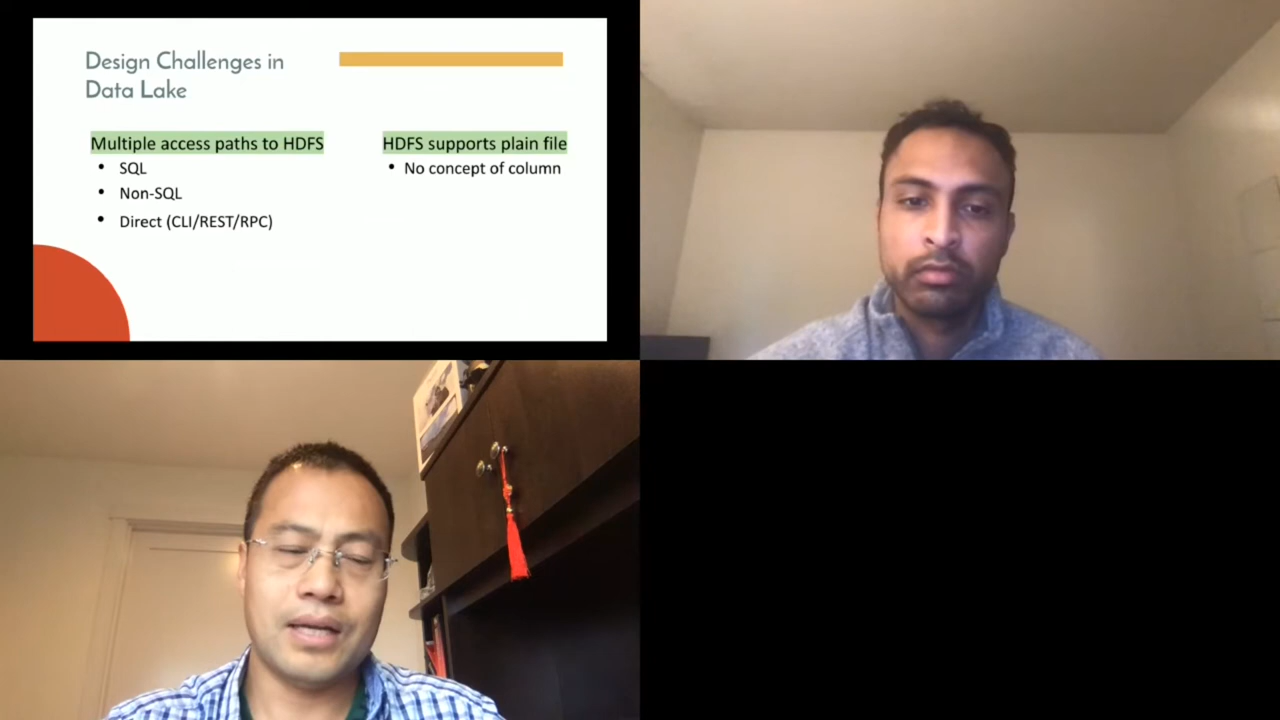 Design Challenges in
Data Lake
Multiple access paths to HDFS
• SQL
• Non-SQL
• Direct (CLI/REST/RPC)
HDFS supports plain file
• No concept of column